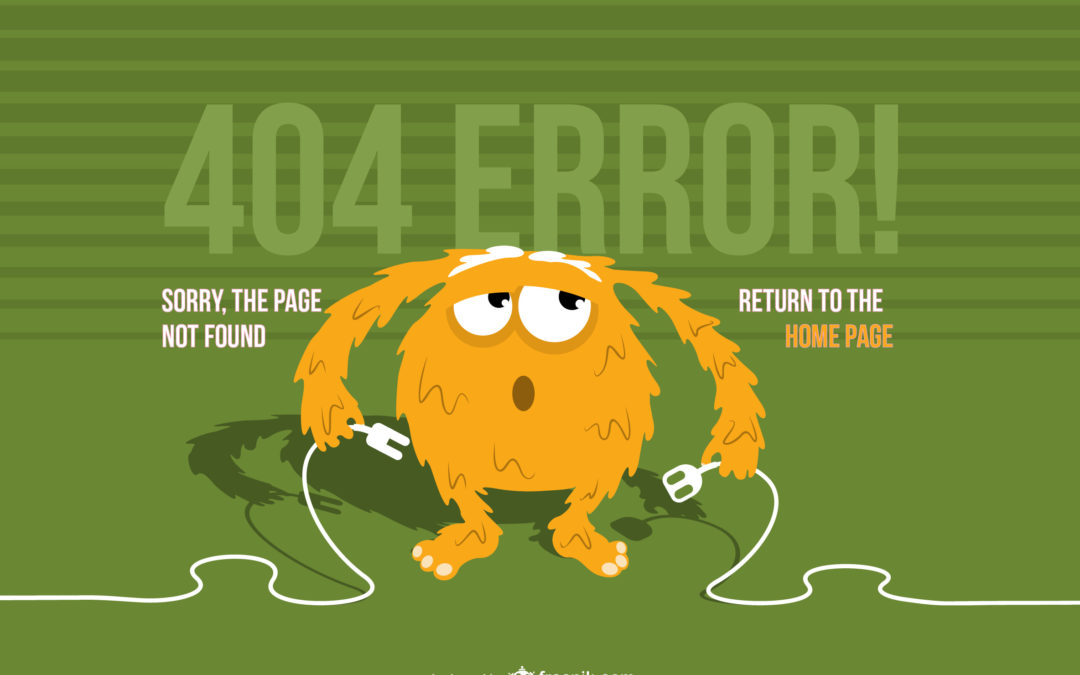 404 ERROR!
SORRY, THE PAGE
NOT FOUND
RETURN TO THE
HOME PAGE